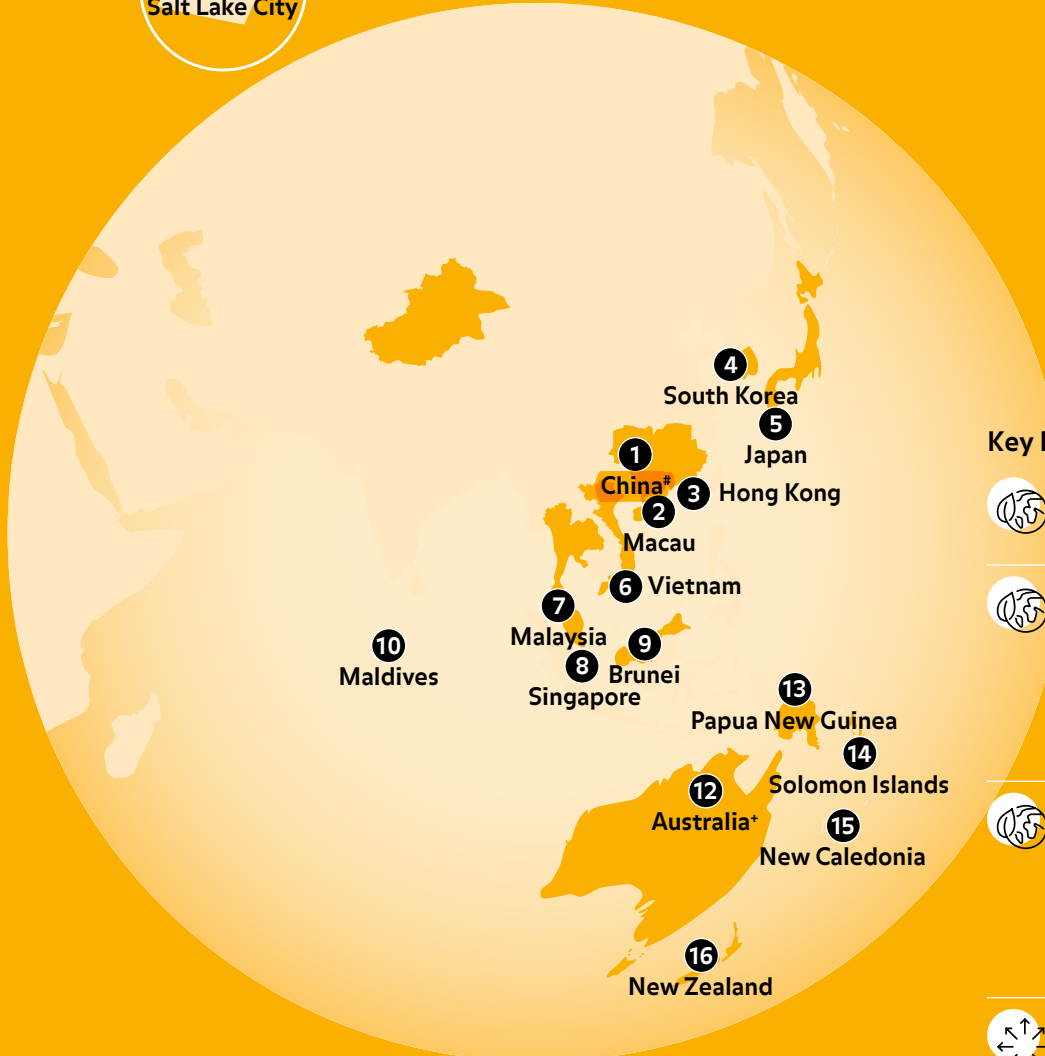 Salt Lake City
4
South Korea
5
Japan
Key
1
China#
3 Hong Kong
2
Macau
6 Vietnam
7
Malaysia
10
Maldives
9
Brunei
8
Singapore
13
Papua New Guinea
14
Solomon Islands
12
Australia+
15
New Caledonia
16
New Zealand